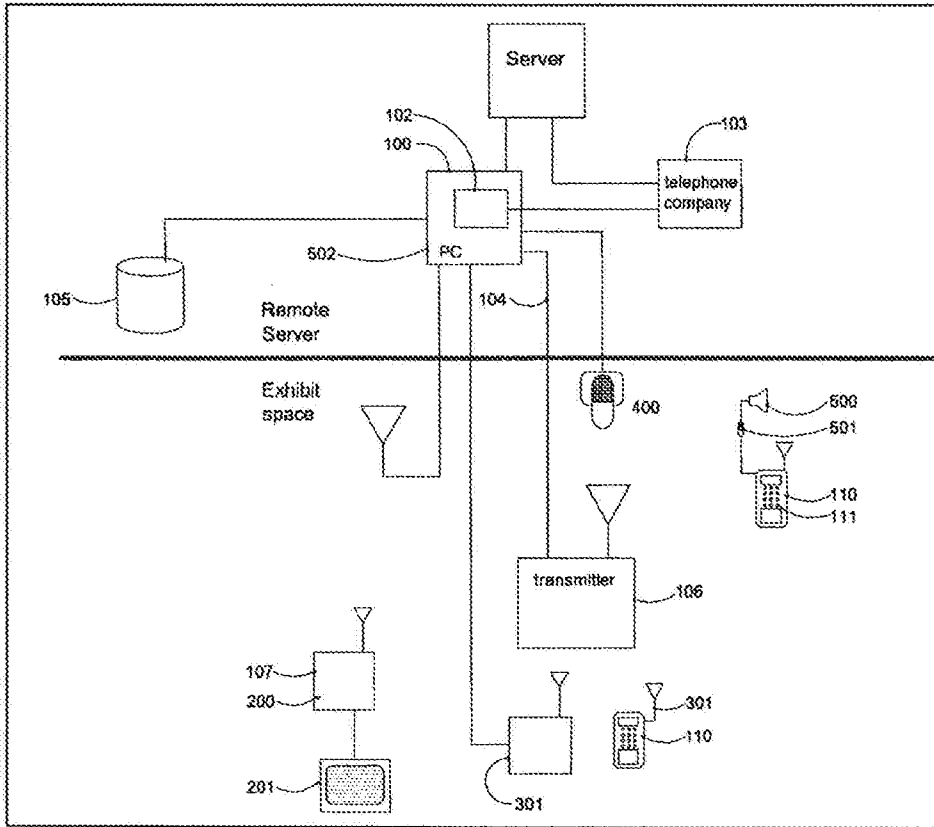 Server
102
103
100
telephone
company
502
PC
105
104
Remote
Server
Exhibit
space
400
500
501
110
111
transmitter
106
107
200
301
110
201
301